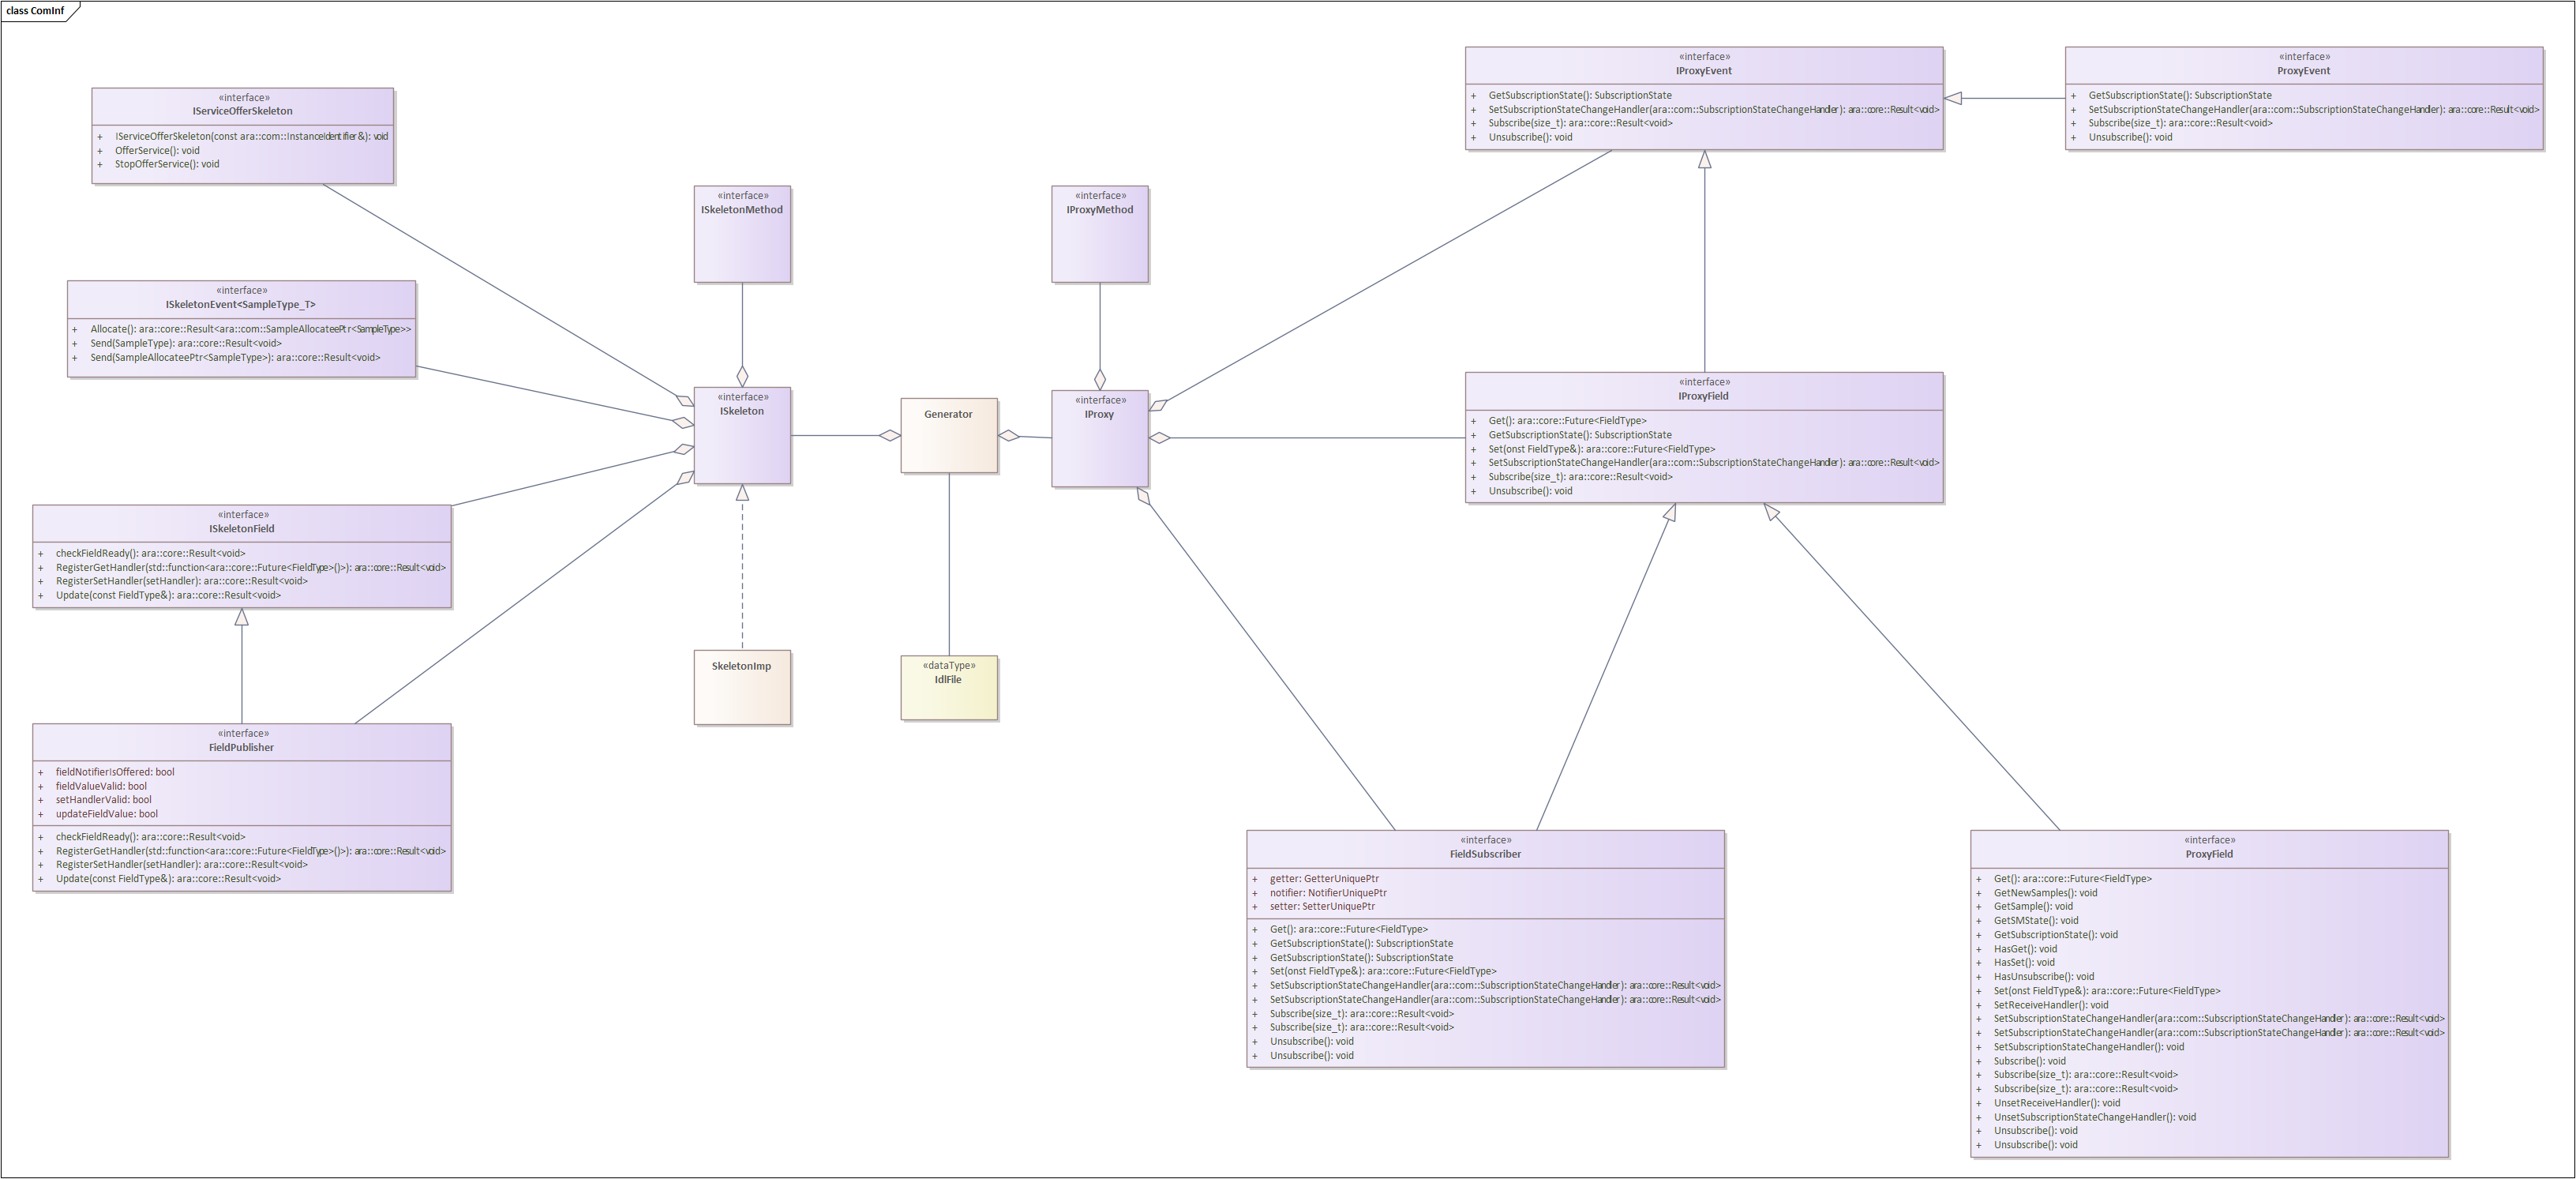 class ComInf
«interface»
IServiceOfferSkeleton
+ IServiceOfferSkeleton(const ara::com::InstanceIdentifier&): void
+ OfferService(): void
+ StopOfferService(): void
«interface»
ISkeletonEvent<SampleType_T>
+ Allocate(): ara::core::Result<ara::com::SampleAllocateePtr<SampleType>>
+ Send(SampleType): ara::core::Result<void>
+ Send(SampleAllocateePtr<SampleType>): ara::core::Result<void>
«interface»
ISkeletonField
+ checkFieldReady(): ara::core::Result<void>
+ RegisterGetHandler(std::function<ara::core::Future<FieldType>()>): ara::core::Result<void>
+ RegisterSetHandler(setHandler): ara::core::Result<void>
+ Update(const FieldType&): ara::core::Result<void>
«interface»
FieldPublisher
+ fieldNotifierIsOffered: bool
+ fieldValueValid: bool
+ setHandlerValid: bool
+ updateFieldValue: bool
+ checkFieldReady(): ara::core::Result<void>
+ RegisterGetHandler(std::function<ara::core::Future<FieldType>()>): ara::core::Result<void>
+ RegisterSetHandler(setHandler): ara::core::Result<void>
+ Update(const FieldType&): ara::core::Result<void>
«interface»
ISkeletonMethod
«interface»
ISkeleton
SkeletonImp
Generator
«dataType»
IdlFile
«interface»
IProxyMethod
«interface»
IProxy
«interface»
IProxyEvent
+ GetSubscriptionState(): SubscriptionState
+ SetSubscriptionStateChangeHandler(ara::com::SubscriptionStateChangeHandler): ara::core::Result<void>
+ Subscribe(size_t): ara::core::Result<void>
+ Unsubscribe(): void
«interface»
ProxyEvent
+ GetSubscriptionState(): SubscriptionState
+ SetSubscriptionStateChangeHandler(ara::com::SubscriptionStateChangeHandler): ara::core::Result<void>
+ Subscribe(size_t): ara::core::Result<void>
+ Unsubscribe(): void
«interface»
IProxyField
+ Get(): ara::core::Future<FieldType>
+ GetSubscriptionState(): SubscriptionState
+ Set(onst FieldType&): ara::core::Future<FieldType>
+ SetSubscriptionStateChangeHandler(ara::com::SubscriptionStateChangeHandler): ara::core::Result<void>
+ Subscribe(size_t): ara::core::Result<void>
+ Unsubscribe(): void
«interface»
FieldSubscriber
+ getter: GetterUniquePtr
+ notifier: NotifierUniquePtr
+ setter: SetterUniquePtr
+ Get(): ara::core::Future<FieldType>
+ GetSubscriptionState(): SubscriptionState
+ GetSubscriptionState(): SubscriptionState
+ Set(onst FieldType&): ara::core::Future<FieldType>
+ SetSubscriptionStateChangeHandler(ara::com::SubscriptionStateChangeHandler): ara::core::Result<void>
+ SetSubscriptionStateChangeHandler(ara::com::SubscriptionStateChangeHandler): ara::core::Result<void>
+ Subscribe(size_t): ara::core::Result<void>
+ Subscribe(size_t): ara::core::Result<void>
+ Unsubscribe(): void
+ Unsubscribe(): void
«interface»
ProxyField
+ Get(): ara::core::Future<FieldType>
+ GetNewSamples(): void
+ GetSample(): void
+ GetSMState(): void
+ GetSubscriptionState(): void
+ HasGet(): void
+ HasSet(): void
+ HasUnsubscribe(): void
+ Set(onst FieldType&): ara::core::Future<FieldType>
+ SetReceiveHandler(): void
+ SetSubscriptionStateChangeHandler(ara::com::SubscriptionStateChangeHandler): ara::core::Result<void>
+ SetSubscriptionStateChangeHandler(ara::com::SubscriptionStateChangeHandler): ara::core::Result<void>
+ SetSubscriptionStateChangeHandler(): void
+ Subscribe(): void
+ Subscribe(size_t): ara::core::Result<void>
+ Subscribe(size_t): ara::core::Result<void>
+ UnsetReceiveHandler(): void
+ UnsetSubscriptionStateChangeHandler(): void
+ Unsubscribe(): void
+ Unsubscribe(): void